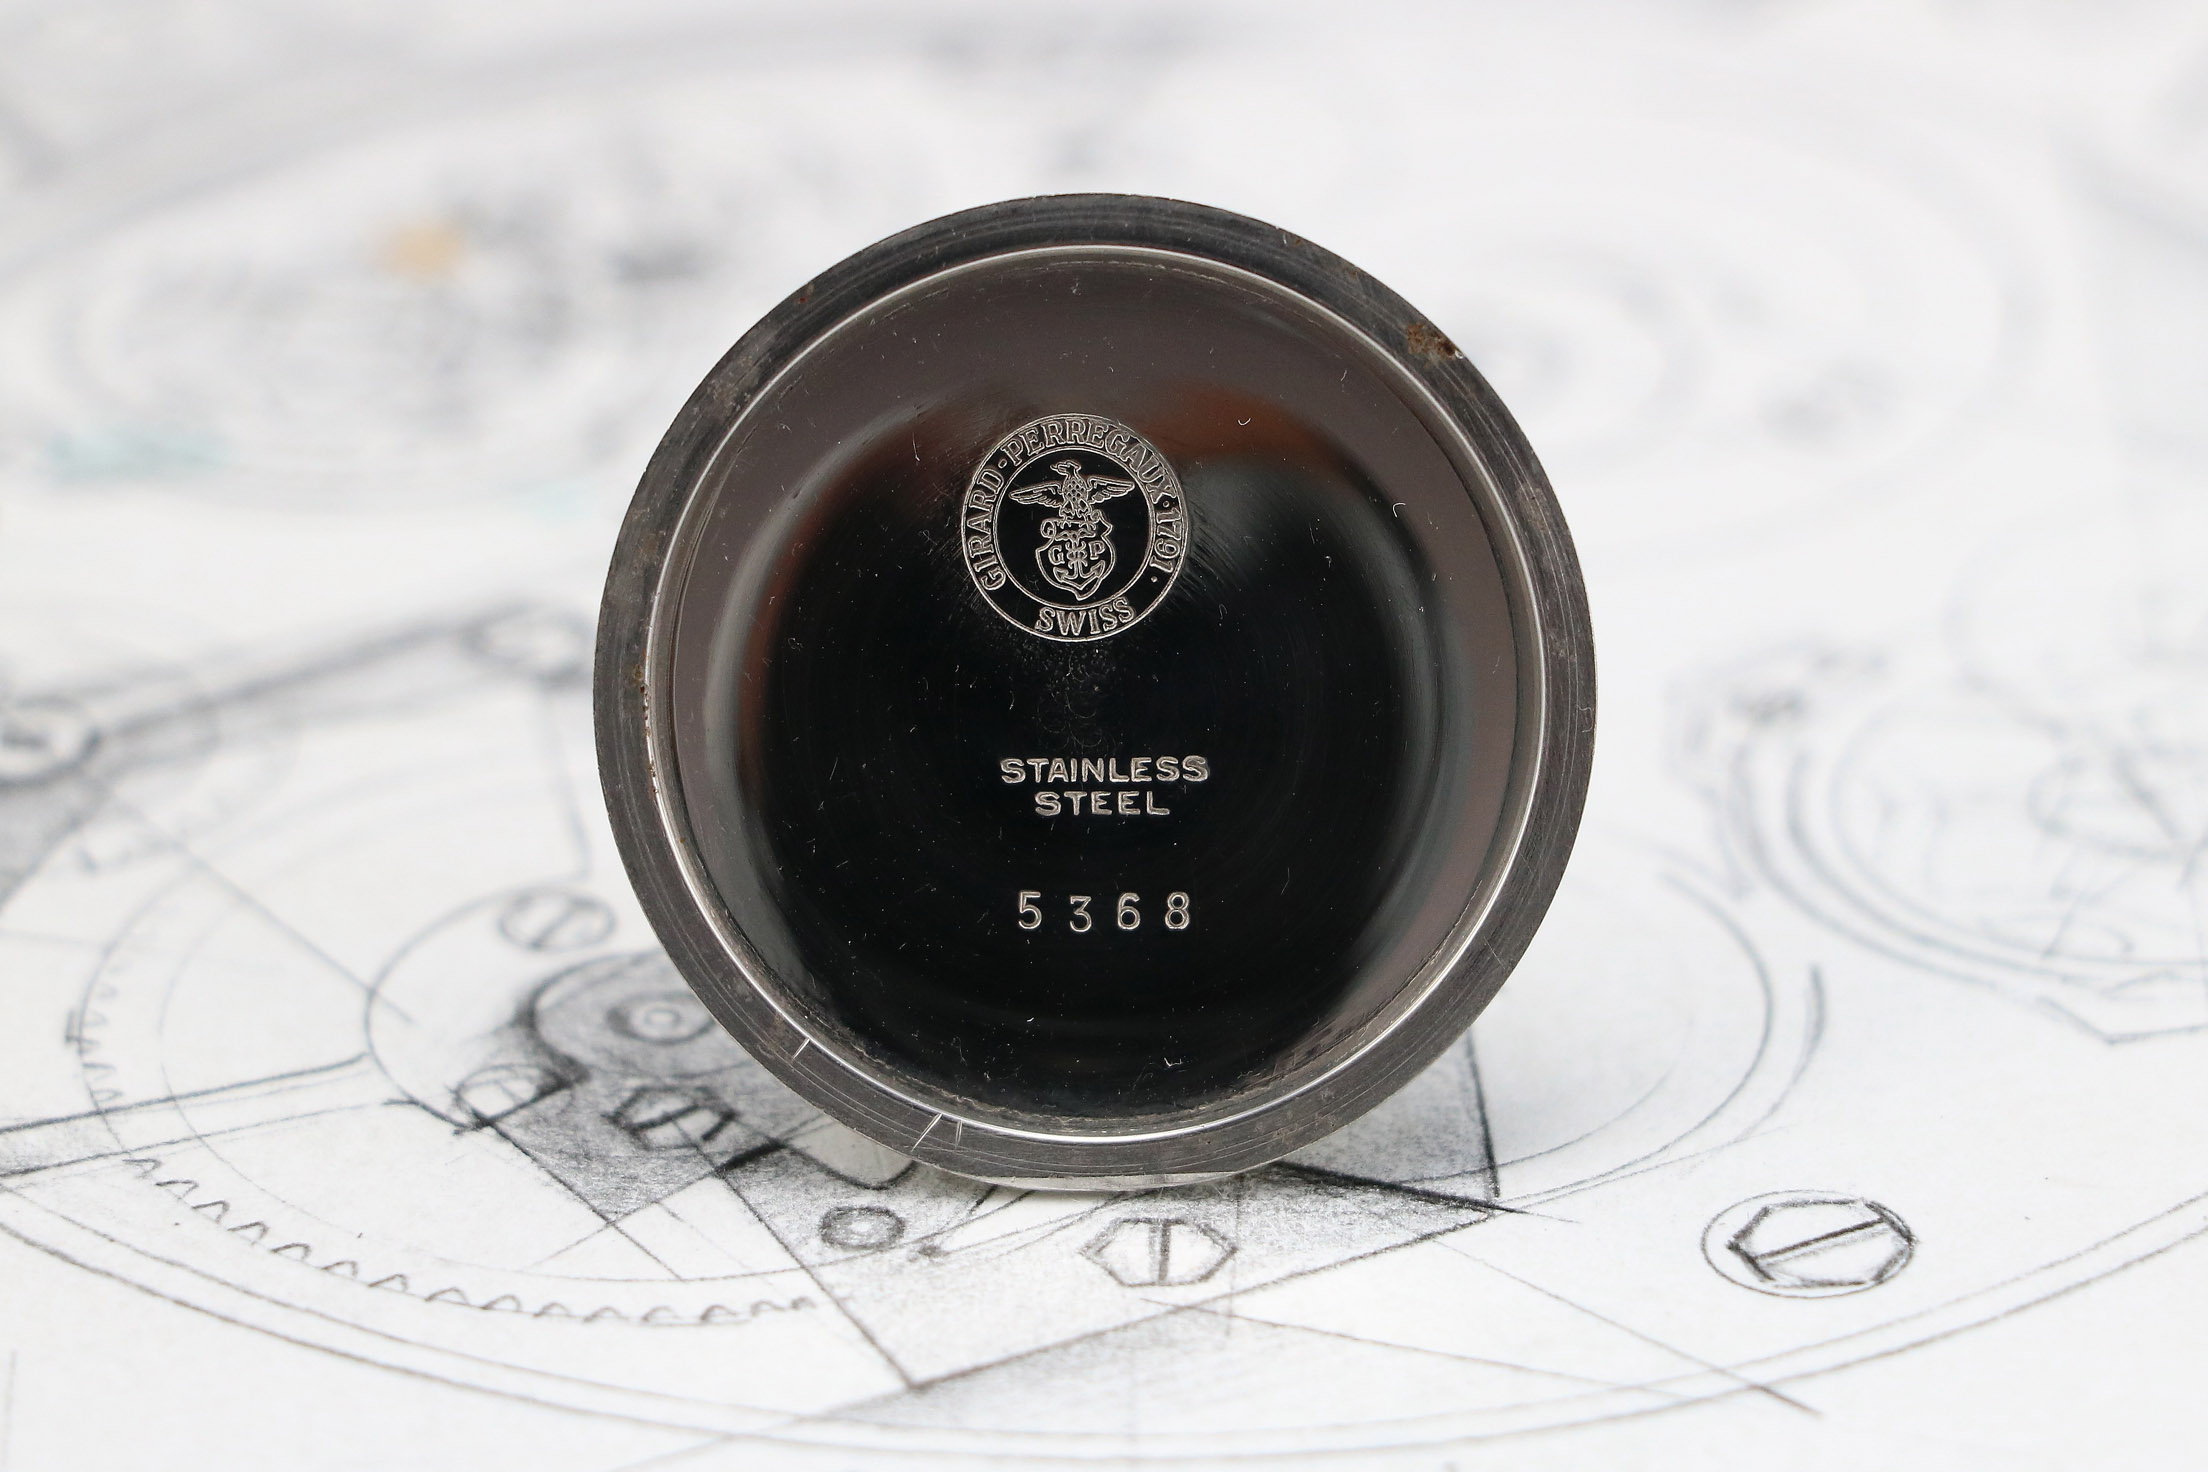 GIRARD · PERREGAUX · 1791 ·
G P
SWISS
STAINLESS
STEEL
5368